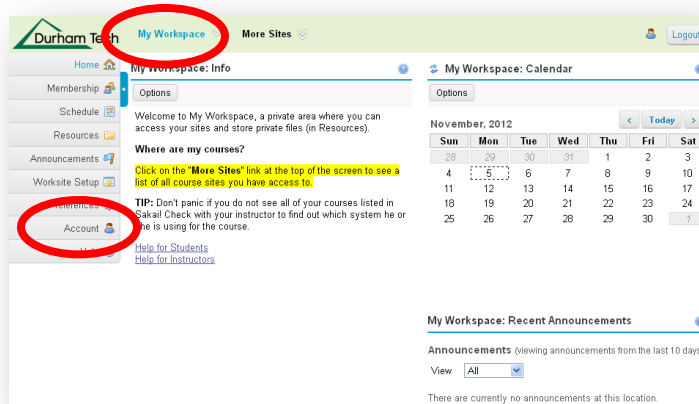 Durham Tech
My Workspace
More Sites
Logout
Home
Membership
Schedule
Resources
Announcements
Worksite Setup
Account
My Workspace: Info
Options
Welcome to My Workspace, a private area where you can
access your sites and store private files (in Resources).
Where are my courses?
Click on the "More Sites" link at the top of the screen to see a
list of all course sites you have access to.
TIP: Don't panic if you do not see all of your courses listed in
Sakai! Check with your instructor to find out which system he or
she is using for the course.
Help for Students
Help for Instructors
My Workspace: Calendar
Options
November, 2012
< Today >
Sun Mon Tue Wed Thu Fri Sat
28 29 30 31 1 2 3
4 5 6 7 8 9 10
11 12 13 14 15 16 17
18 19 20 21 22 23 24
25 26 27 28 29 30 1
My Workspace: Recent Announcements
Announcements (viewing announcements from the last 10 days
View All
There are currently no announcements at this location.